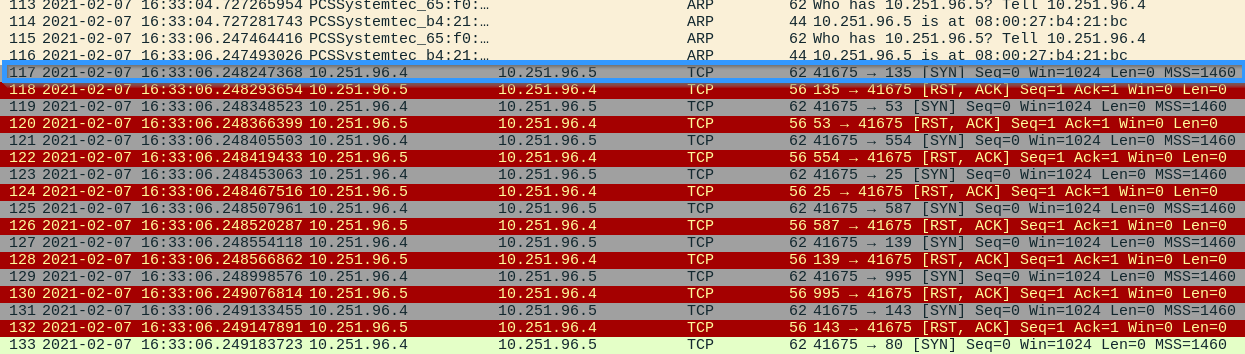 113 2021-02-07 16:33:04.727265954 PCSSystemtec_65:f0:… ARP 62 Who has 10.251.96.5? Tell 10.251.96.4
114 2021-02-07 16:33:04.727281743 PCSSystemtec_b4:21:… ARP 44 10.251.96.5 is at 08:00:27:b4:21:bc
115 2021-02-07 16:33:06.247464416 PCSSystemtec_65:f0:… ARP 62 Who has 10.251.96.5? Tell 10.251.96.4
116 2021-02-07 16:33:06.247493026 PCSSystemtec_b4:21:… ARP 44 10.251.96.5 is at 08:00:27:b4:21:bc
117 2021-02-07 16:33:06.248247368 10.251.96.4 10.251.96.5 TCP 62 41675 → 135 [SYN] Seq=0 Win=1024 Len=0 MSS=1460
118 2021-02-07 16:33:06.248293654 10.251.96.5 10.251.96.4 TCP 56 135 → 41675 [RST, ACK] Seq=1 Ack=1 Win=0 Len=0
119 2021-02-07 16:33:06.248348523 10.251.96.4 10.251.96.5 TCP 62 41675 → 53 [SYN] Seq=0 Win=1024 Len=0 MSS=1460
120 2021-02-07 16:33:06.248366399 10.251.96.5 10.251.96.4 TCP 56 53 → 41675 [RST, ACK] Seq=1 Ack=1 Win=0 Len=0
121 2021-02-07 16:33:06.248405503 10.251.96.4 10.251.96.5 TCP 62 41675 → 554 [SYN] Seq=0 Win=1024 Len=0 MSS=1460
122 2021-02-07 16:33:06.248419433 10.251.96.5 10.251.96.4 TCP 56 554 → 41675 [RST, ACK] Seq=1 Ack=1 Win=0 Len=0
123 2021-02-07 16:33:06.248453063 10.251.96.4 10.251.96.5 TCP 62 41675 → 25 [SYN] Seq=0 Win=1024 Len=0 MSS=1460
124 2021-02-07 16:33:06.248467516 10.251.96.5 10.251.96.4 TCP 56 25 → 41675 [RST, ACK] Seq=1 Ack=1 Win=0 Len=0
125 2021-02-07 16:33:06.248507961 10.251.96.4 10.251.96.5 TCP 62 41675 → 587 [SYN] Seq=0 Win=1024 Len=0 MSS=1460
126 2021-02-07 16:33:06.248520287 10.251.96.5 10.251.96.4 TCP 56 587 → 41675 [RST, ACK] Seq=1 Ack=1 Win=0 Len=0
127 2021-02-07 16:33:06.248554118 10.251.96.4 10.251.96.5 TCP 62 41675 → 139 [SYN] Seq=0 Win=1024 Len=0 MSS=1460
128 2021-02-07 16:33:06.248566862 10.251.96.5 10.251.96.4 TCP 56 139 → 41675 [RST, ACK] Seq=1 Ack=1 Win=0 Len=0
129 2021-02-07 16:33:06.248998576 10.251.96.4 10.251.96.5 TCP 62 41675 → 995 [SYN] Seq=0 Win=1024 Len=0 MSS=1460
130 2021-02-07 16:33:06.249076814 10.251.96.5 10.251.96.4 TCP 56 995 → 41675 [RST, ACK] Seq=1 Ack=1 Win=0 Len=0
131 2021-02-07 16:33:06.249133455 10.251.96.4 10.251.96.5 TCP 62 41675 → 143 [SYN] Seq=0 Win=1024 Len=0 MSS=1460
132 2021-02-07 16:33:06.249147891 10.251.96.5 10.251.96.4 TCP 56 143 → 41675 [RST, ACK] Seq=1 Ack=1 Win=0 Len=0
133 2021-02-07 16:33:06.249183723 10.251.96.4 10.251.96.5 TCP 62 41675 → 80 [SYN] Seq=0 Win=1024 Len=0 MSS=1460